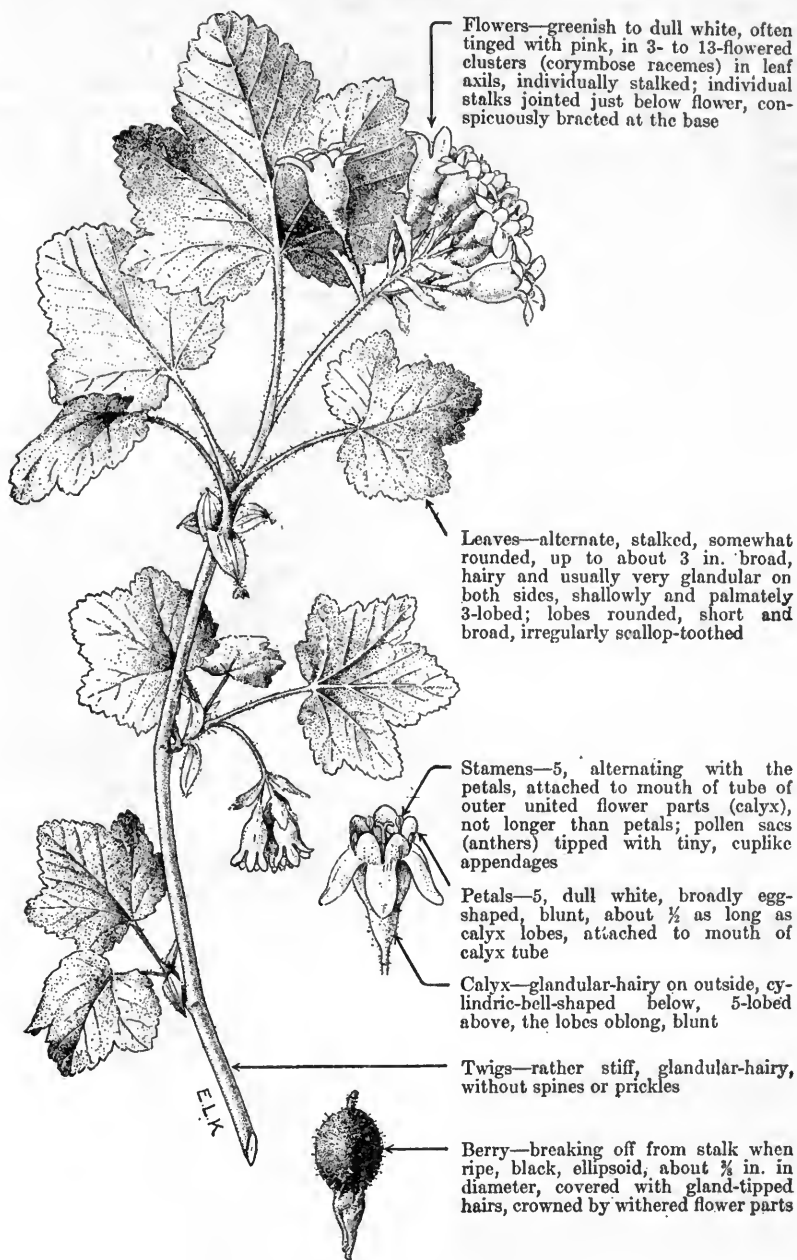 Flowers—greenish to dull white, often
tinged with pink, in 3- to 13-flowered
clusters (corymbose racemes) in leaf
axils, individually stalked; individual
stalks jointed just below flower, con-
spicuously bracted at the base
Leaves—alternate, stalked, somewhat
rounded, up to about 3 in. broad,
hairy and usually very glandular on
both sides, shallowly and palmately
3-lobed; lobes rounded, short and
broad, irregularly scallop-toothed
Stamens—5, alternating with the
petals, attached to mouth of tube of
outer united flower parts (calyx),
not longer than petals; pollen sacs
(anthers) tipped with tiny, cuplike
appendages
Petals—5, dull white, broadly egg-
shaped, blunt, about ½ as long as
calyx lobes, attached to mouth of
calyx tube
Calyx—glandular-hairy on outside, cy-
lindric-bell-shaped below, 5-lobed
above, the lobes oblong, blunt
Twigs—rather stiff, glandular-hairy,
without spines or prickles
E.L.K
Berry—breaking off from stalk when
ripe, black, ellipsoid, about ⅜ in. in
diameter, covered with gland-tipped
hairs, crowned by withered flower parts